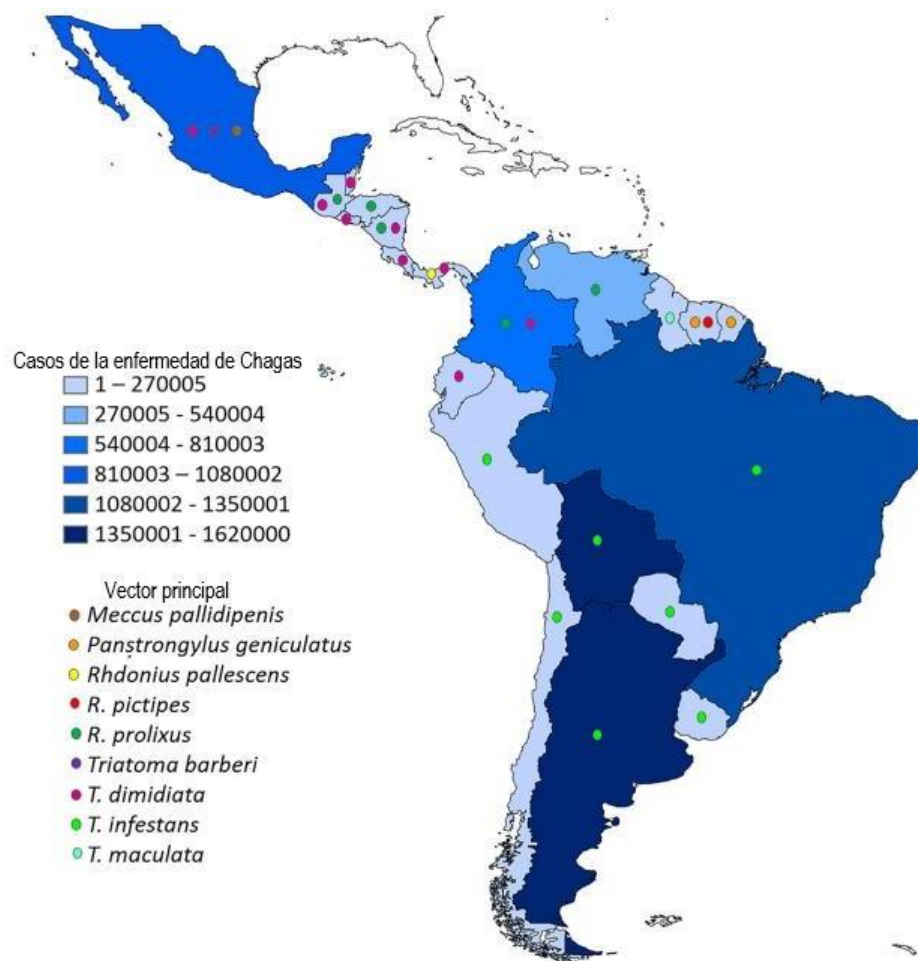 Casos de la enfermedad de Chagas
1 – 270005
270005 - 540004
540004 - 810003
810003 – 1080002
1080002 - 1350001
1350001 - 1620000
Vector principal
Meccus pallidipenis
Panstrongylus geniculatus
Rhdonius pallescens
R. pictipes
R. prolixus
Triatoma barberi
T. dimidiata
T. infestans
T. maculata